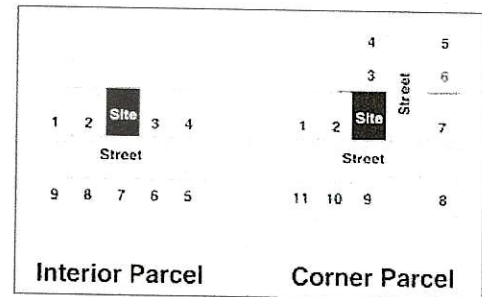 1 2 Site 3 4
Street
9 8 7 6 5
Interior Parcel
4 5
3 Street 6
1 2 Site 7
Street
11 10 9 8
Corner Parcel